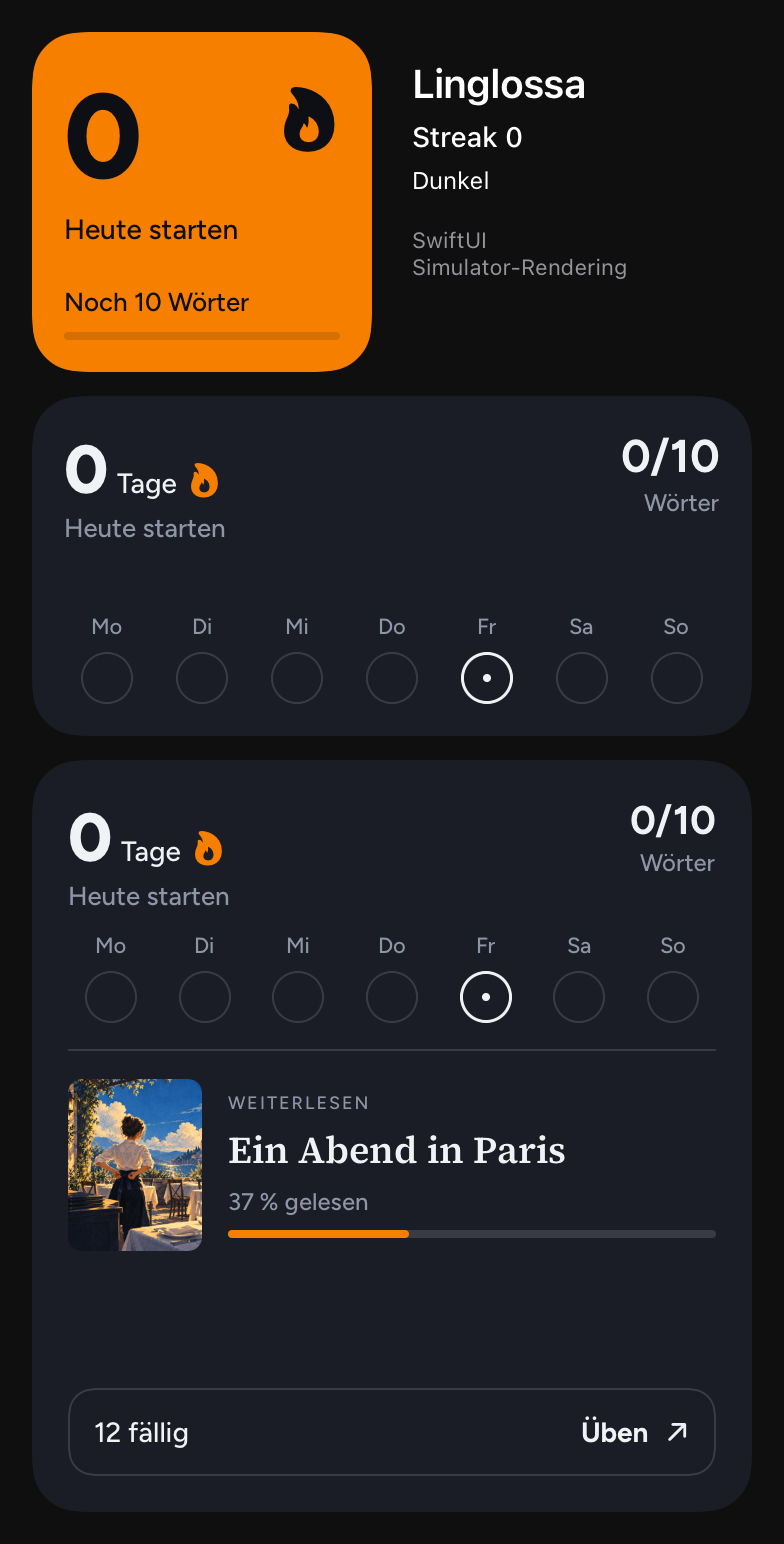 0
Heute starten
Noch 10 Wörter
Linglossa
Streak 0
Dunkel
SwiftUI
Simulator-Rendering
0 Tage
Heute starten
0/10
Wörter
Mo Di Mi Do Fr Sa So
0 Tage
Heute starten
0/10
Wörter
Mo Di Mi Do Fr Sa So
WEITERLESEN
Ein Abend in Paris
37 % gelesen
12 fällig
Üben